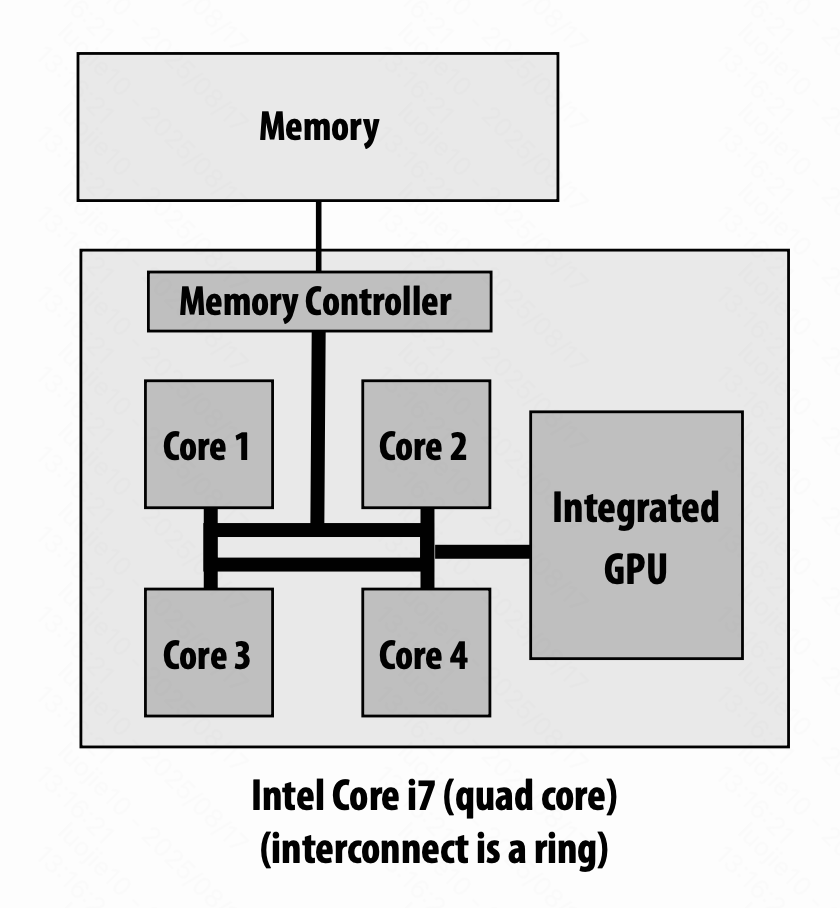 Memory
Memory Controller
Core 1
Core 2
Integrated
GPU
Core 3
Core 4
Intel Core i7 (quad core)
(interconnect is a ring)